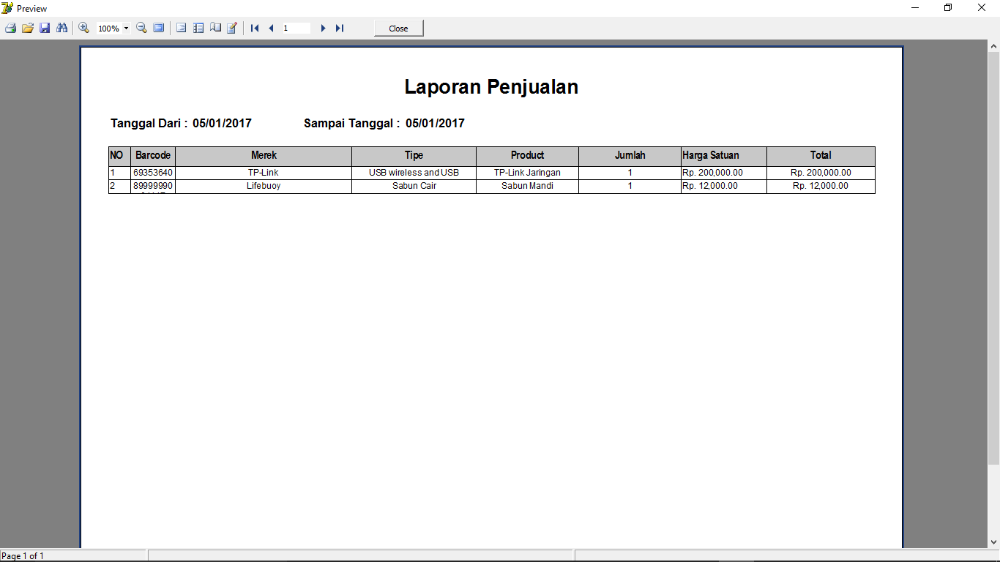 Preview
100%
1
Close
Laporan Penjualan
Tanggal Dari : 05/01/2017 Sampai Tanggal : 05/01/2017
NO Barcode Merek Tipe Product Jumlah Harga Satuan Total
1 69353640 TP-Link USB wireless and USB TP-Link Jaringan 1 Rp. 200,000.00 Rp. 200,000.00
2 89999990 Lifebuoy Sabun Cair Sabun Mandi 1 Rp. 12,000.00 Rp. 12,000.00
Page 1 of 1